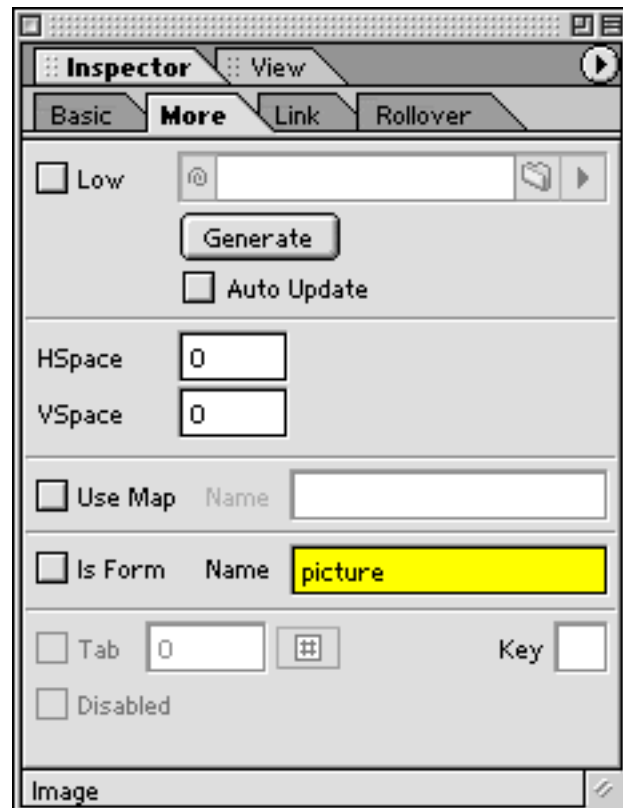 Inspector View
Basic More Link Rollover
Low
Generate
Auto Update
HSpace 0
VSpace 0
Use Map Name
Is Form Name picture
Tab 0 Key
Disabled
Image